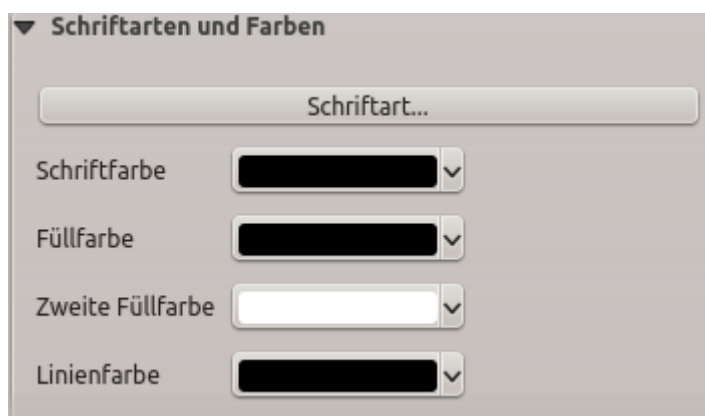 Schriftarten und Farben
Schriftart...
Schriftfarbe
Füllfarbe
Zweite Füllfarbe
Linienfarbe